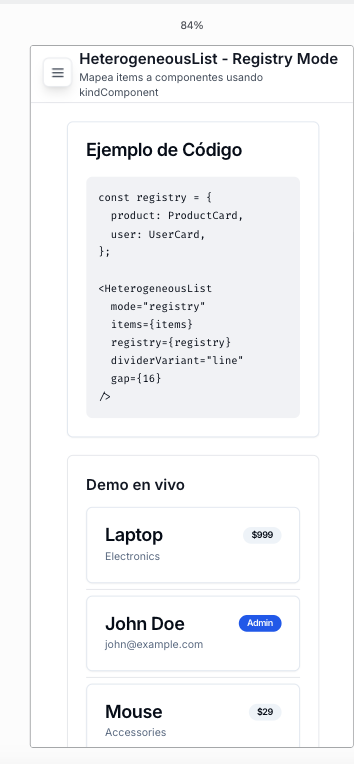 84%
HeterogeneousList - Registry Mode
Mapea items a componentes usando
kindComponent
Ejemplo de Código
const registry = {
  product: ProductCard,
  user: UserCard,
};
<HeterogeneousList
  mode="registry"
  items={items}
  registry={registry}
  dividerVariant="line"
  gap={16}
/>
Demo en vivo
Laptop
$999
Electronics
John Doe
Admin
john@example.com
Mouse
$29
Accessories